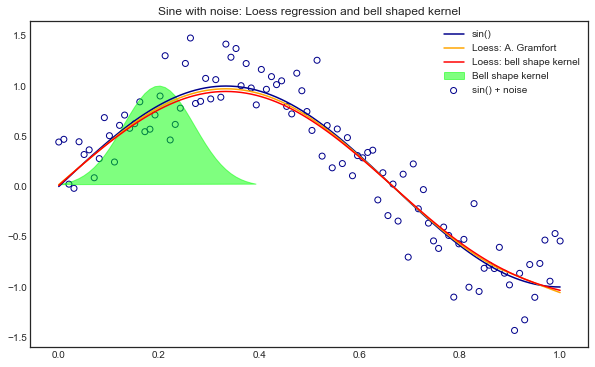 Sine with noise: Loess regression and bell shaped kernel
sin()
Loess: A. Gramfort
Loess: bell shape kernel
Bell shape kernel
sin() + noise
1.5
1.0
0.5
0.0
−0.5
−1.0
−1.5
0.0 0.2 0.4 0.6 0.8 1.0